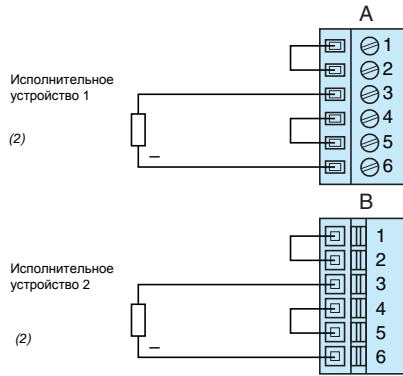 A
1
2
Исполнительное
устройство 1
3
4
(2)
5
–
6
B
1
2
Исполнительное
устройство 2
3
4
(2)
5
–
6